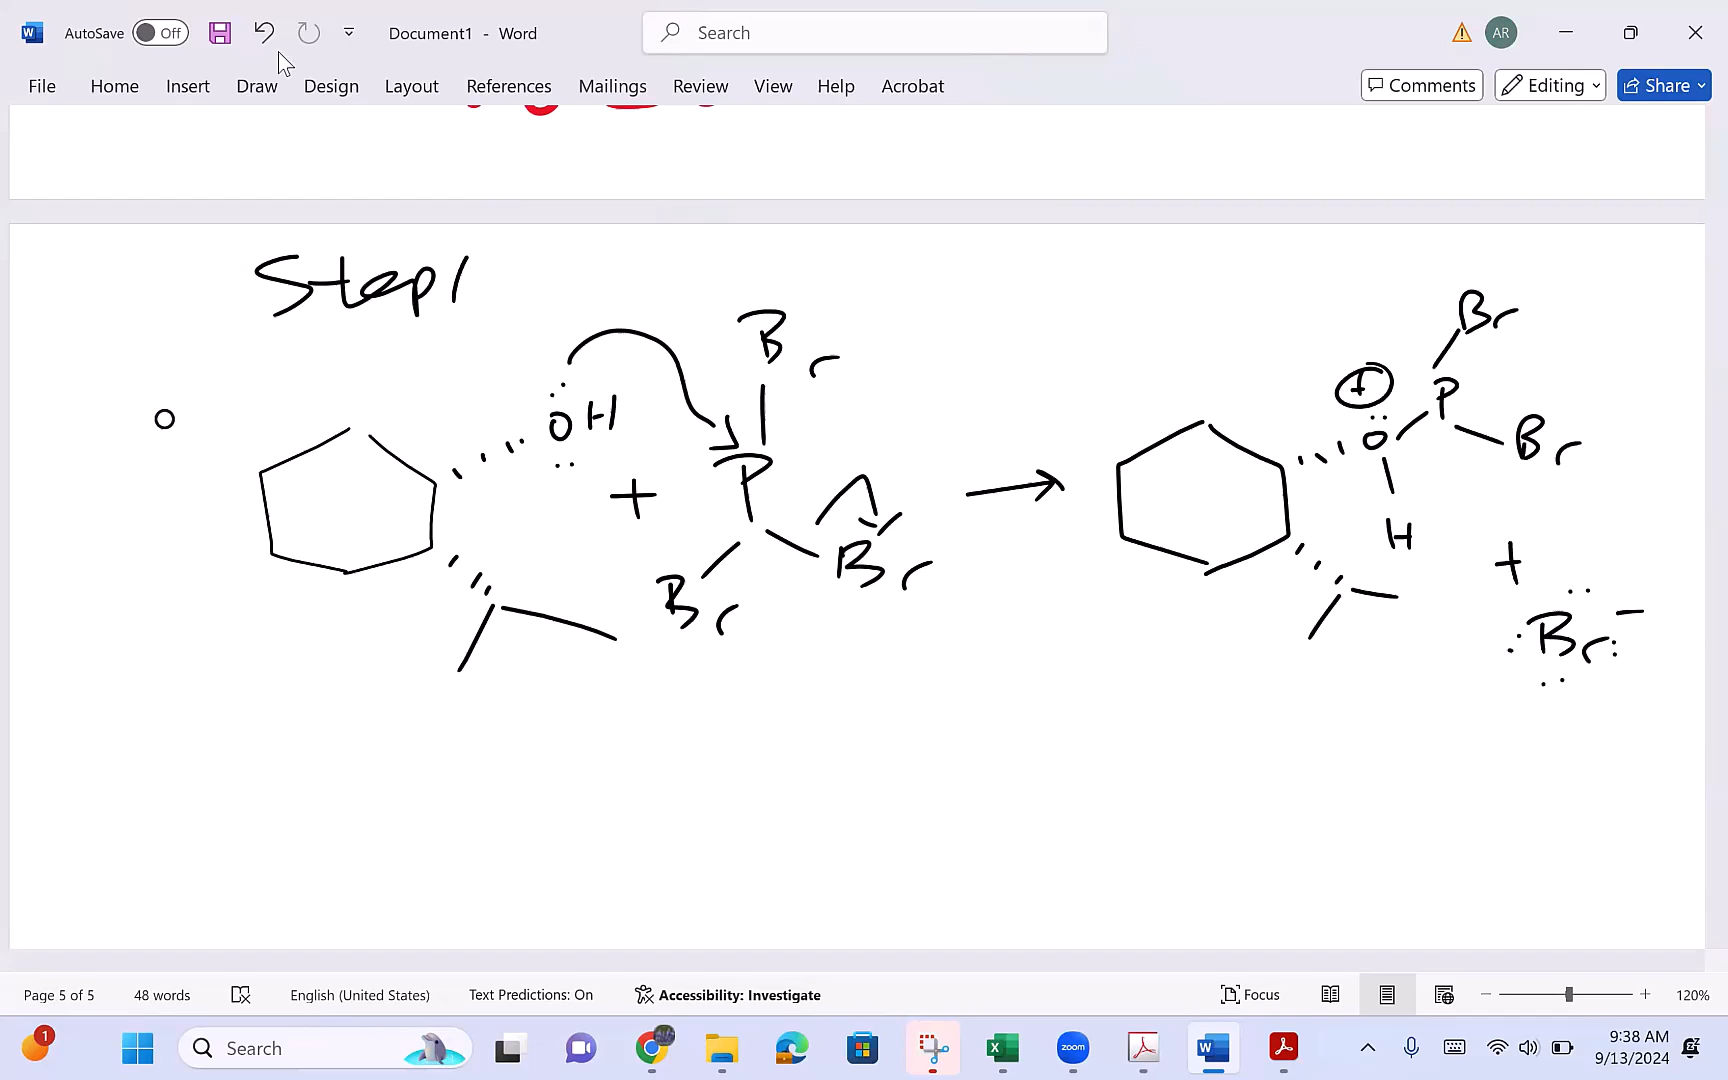 AutoSave Off Document1 - Word Search AR
File Home Insert Draw Design Layout References Mailings Review View Help Acrobat Comments Editing Share
Step 1
Br
OH
P
+
Br
Br
Br
+
P
O
Br
H
+
Br −
Page 5 of 5 48 words English (United States) Text Predictions: On Accessibility: Investigate Focus 120%
1 Search zoom 9:38 AM
9/13/2024